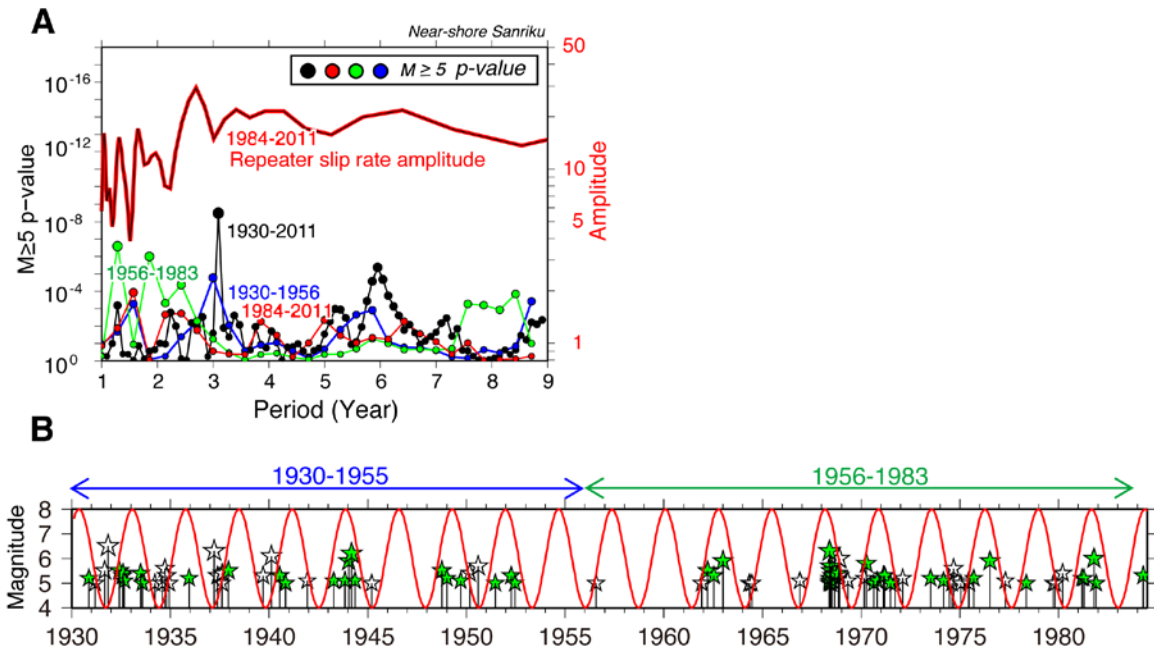 A
Near-shore Sanriku
50
M ≥ 5 p-value
10-16
1984-2011
Repeater slip rate amplitude
10-12
10
10-8
1930-2011
5
1956-1983
1930-1956
10-4
1984-2011
1
100
M≥5 p-value
Amplitude
1 2 3 4 5 6 7 8 9
Period (Year)
B
1930-1955 1956-1983
8
7
6
5
4
Magnitude
1930 1935 1940 1945 1950 1955 1960 1965 1970 1975 1980